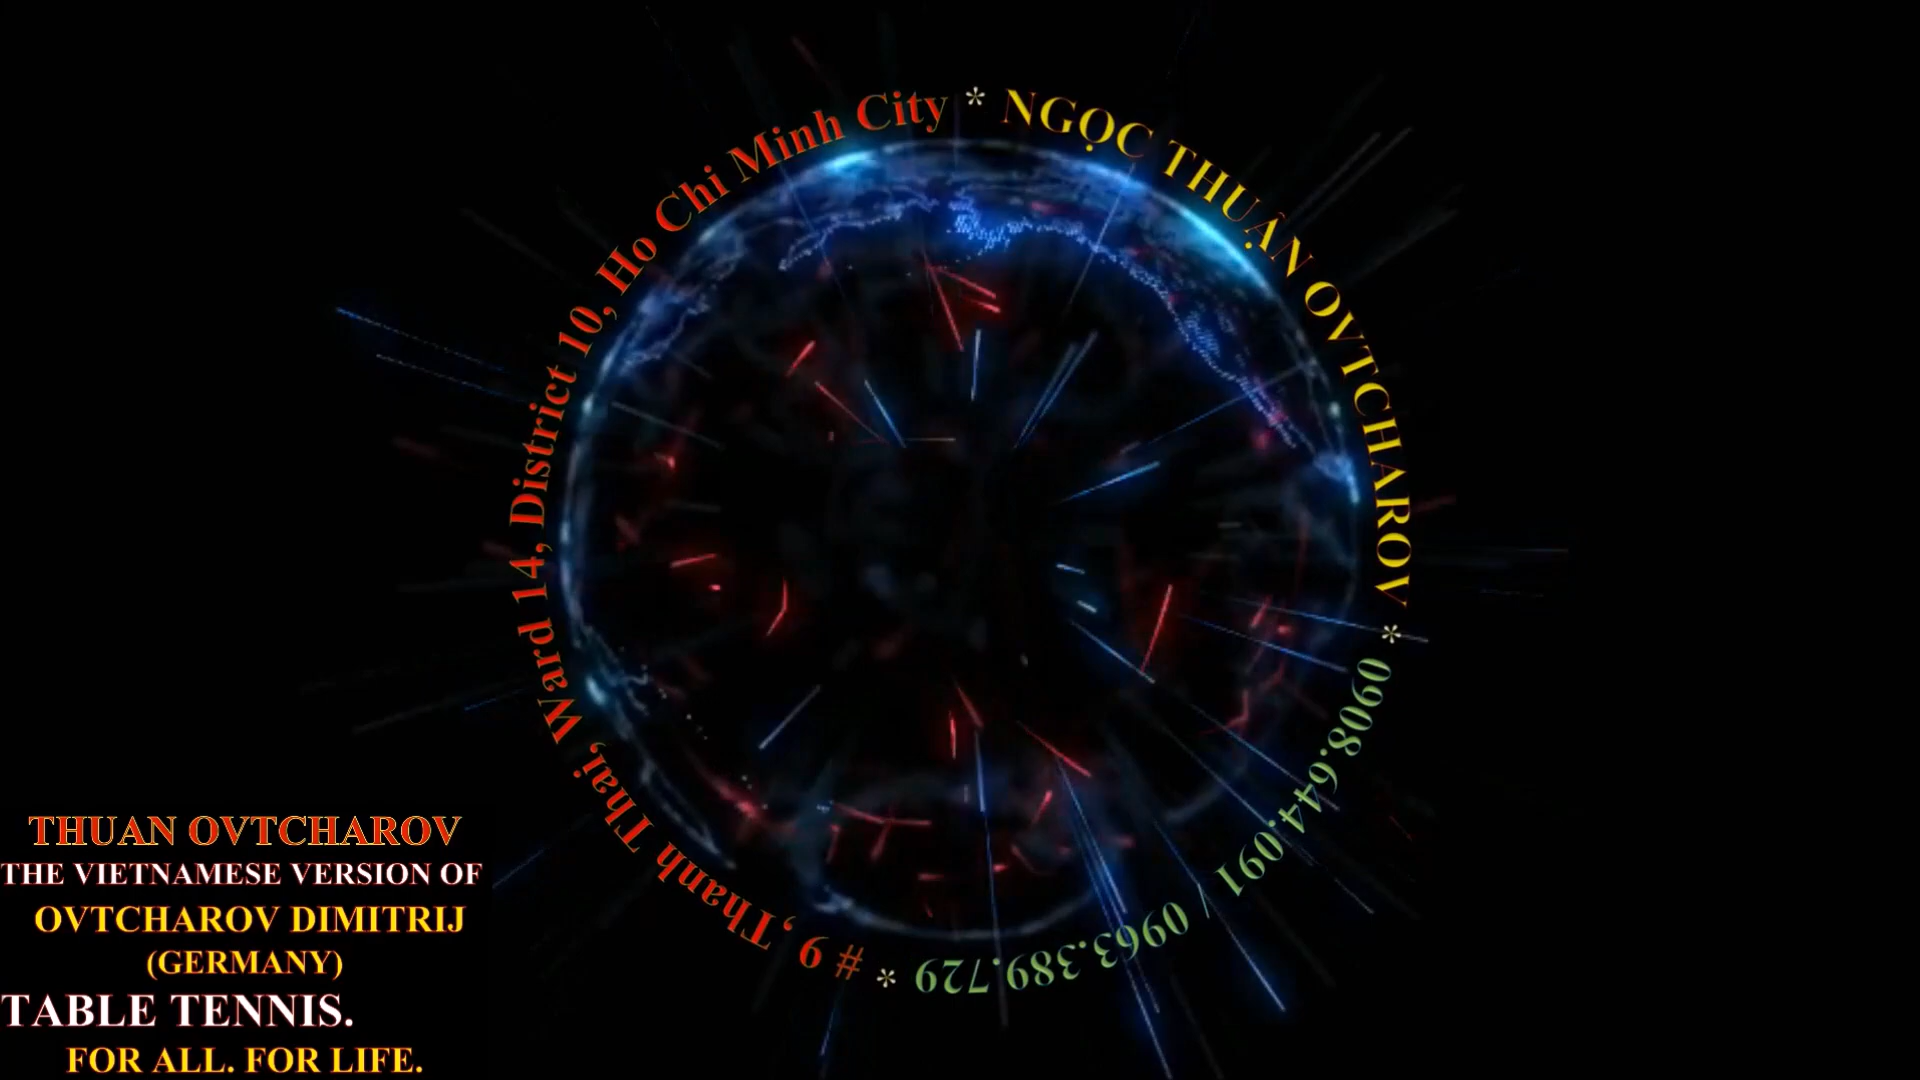 NGỌC THUẬN OVTCHAROV * 0908.644.091 / 0963.389.729 * # 9, Thanh Thai, Ward 14, District 10, Ho Chi Minh City *
THUAN OVTCHAROV
THE VIETNAMESE VERSION OF
OVTCHAROV DIMITRIJ
(GERMANY)
TABLE TENNIS.
FOR ALL. FOR LIFE.